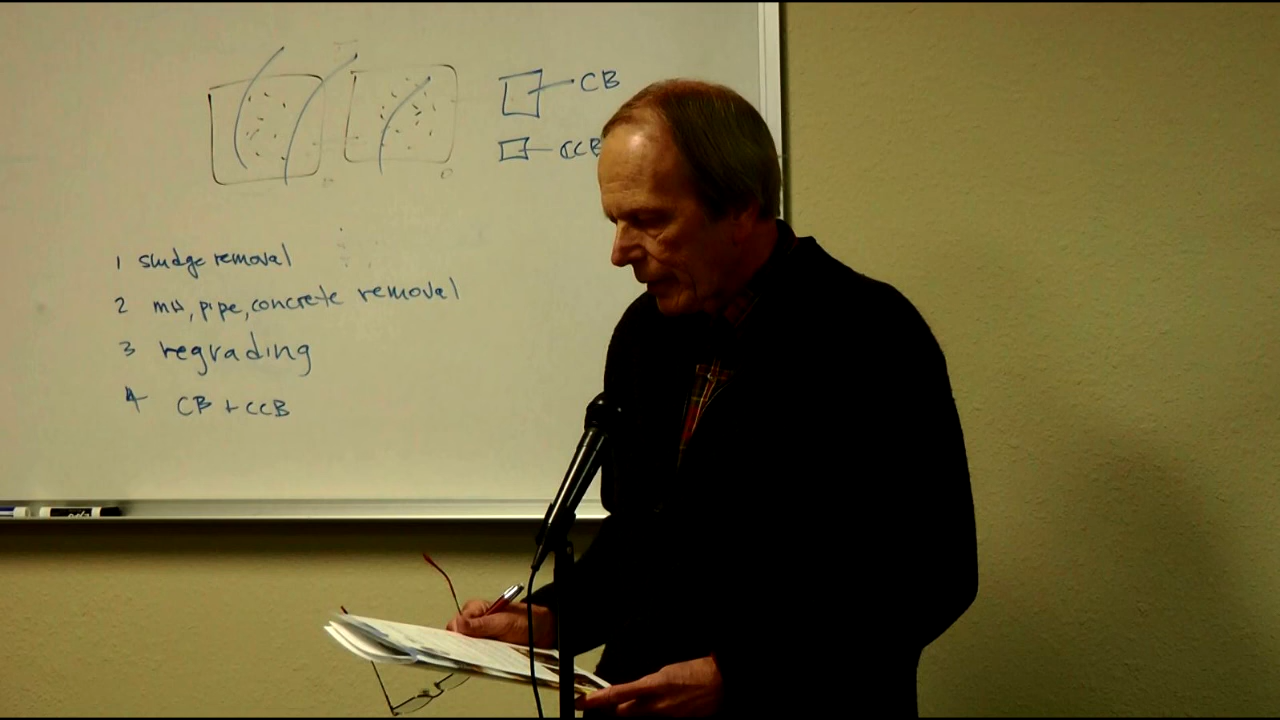 CB
CCB
1 sludge removal
2 MH, pipe, concrete removal
3 regrading
4 CB + CCB